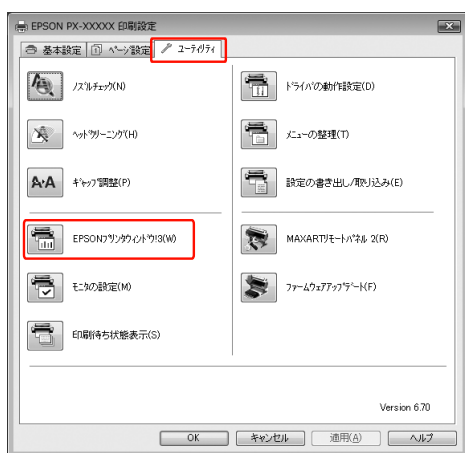 EPSON PX-XXXXX 印刷設定
基本設定 ページ設定 ユーティリティ
ノズルチェック(N)
ドライバの動作設定(D)
ヘッドクリーニング(H)
メニューの整理(T)
ギャップ調整(P)
設定の書き出し/取り込み(E)
EPSONプリンタウィンドウ!3(W)
MAXARTリモートパネル 2(R)
モニタの設定(M)
ファームウェアアップデート(F)
印刷待ち状態表示(S)
Version 6.70
OK キャンセル 適用(A) ヘルプ